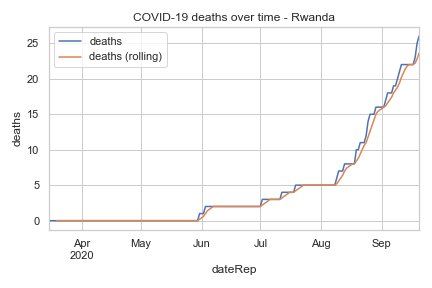 COVID-19 deaths over time - Rwanda
deaths
deaths (rolling)
25
20
15
10
5
0
deaths
Apr
2020
May
Jun
Jul
Aug
Sep
dateRep